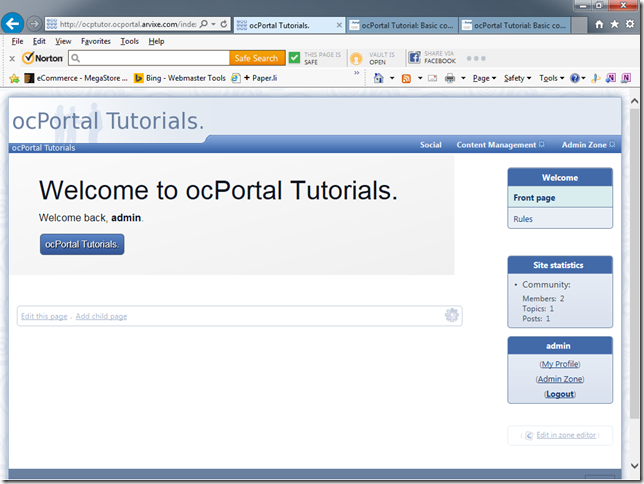 http://ocptutor.ocportal.arvixe.com/inde
ocPortal Tutorials.
ocPortal Tutorial: Basic co...
ocPortal Tutorial: Basic co...
File Edit View Favorites Tools Help
Norton
Safe Search
THIS PAGE IS
SAFE
VAULT IS
OPEN
SHARE VIA
FACEBOOK
eCommerce - MegaStore ...
Bing - Webmaster Tools
+ Paper.li
Page
Safety
Tools
ocPortal Tutorials.
ocPortal Tutorials
Social
Content Management
Admin Zone
Welcome to ocPortal Tutorials.
Welcome back, admin.
ocPortal Tutorials.
Edit this page . Add child page
Welcome
Front page
Rules
Site statistics
Community:
Members: 2
Topics: 1
Posts: 1
admin
(My Profile)
(Admin Zone)
(Logout)
( Edit in zone editor )